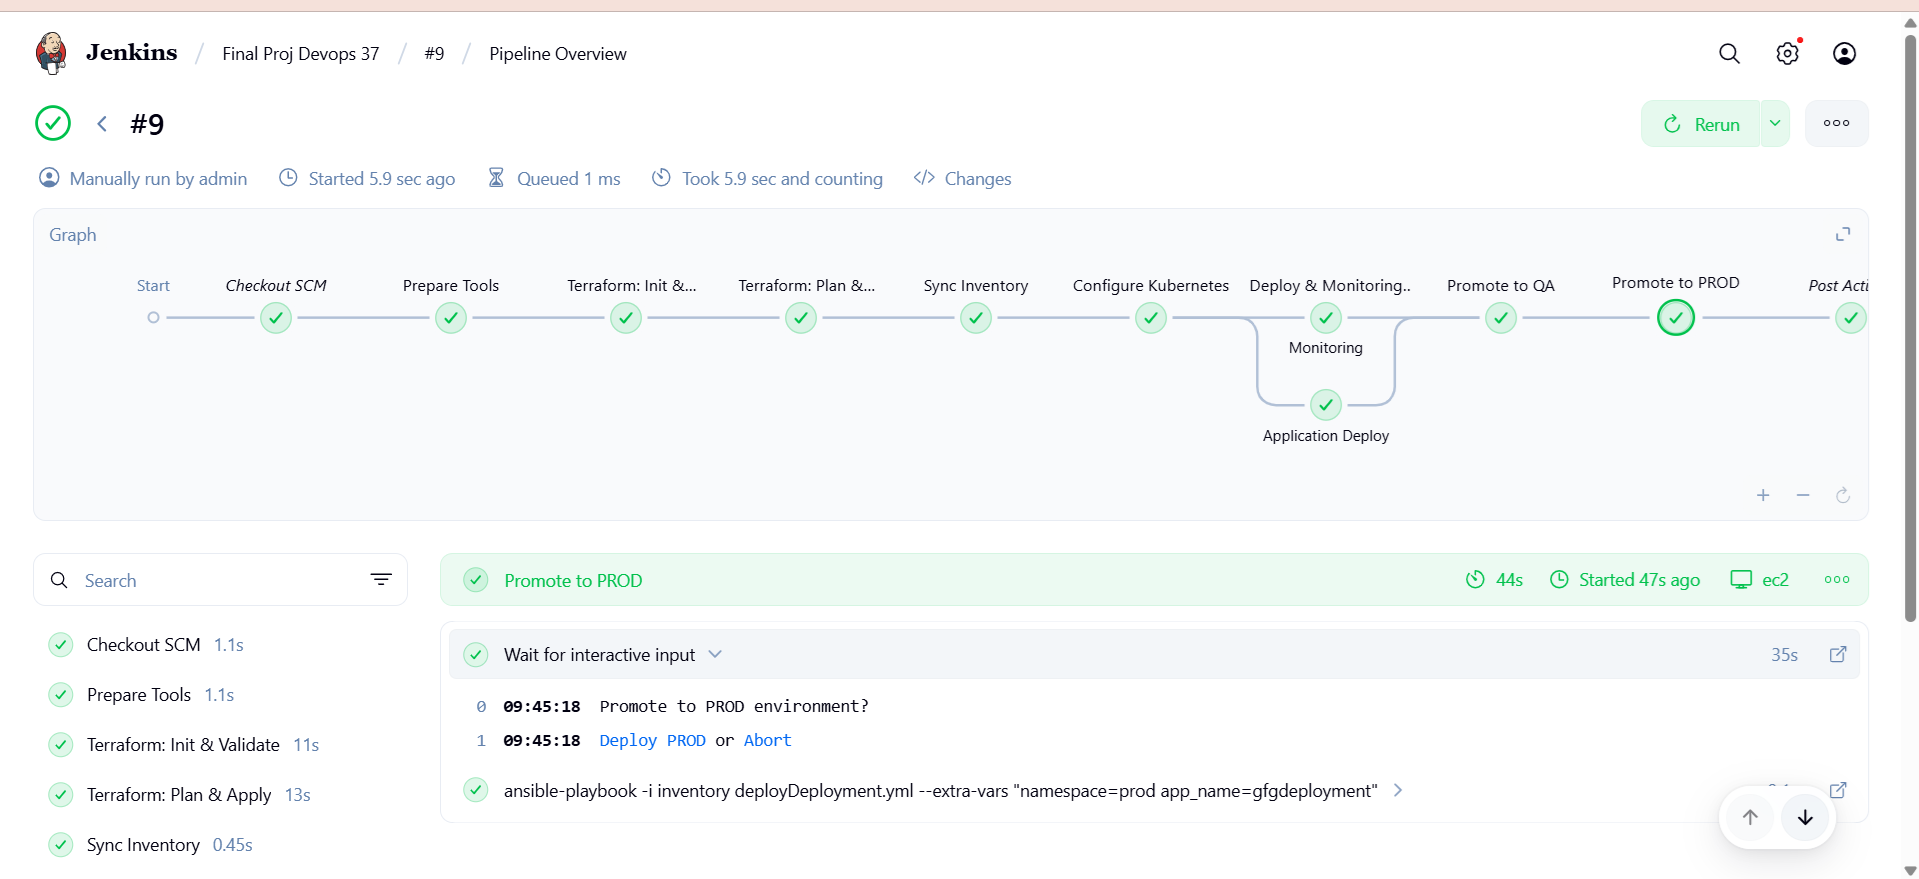 Jenkins / Final Proj Devops 37 / #9 / Pipeline Overview
#9
Rerun
Manually run by admin Started 5.9 sec ago Queued 1 ms Took 5.9 sec and counting Changes
Graph
Start Checkout SCM Prepare Tools Terraform: Init &... Terraform: Plan &... Sync Inventory Configure Kubernetes Deploy & Monitoring.. Promote to QA Promote to PROD Post Acti
Monitoring
Application Deploy
Search
Promote to PROD 44s Started 47s ago ec2
Checkout SCM 1.1s
Prepare Tools 1.1s
Terraform: Init & Validate 11s
Terraform: Plan & Apply 13s
Sync Inventory 0.45s
Wait for interactive input 35s
0 09:45:18 Promote to PROD environment?
1 09:45:18 Deploy PROD or Abort
ansible-playbook -i inventory deployDeployment.yml --extra-vars "namespace=prod app_name=gfgdeployment"